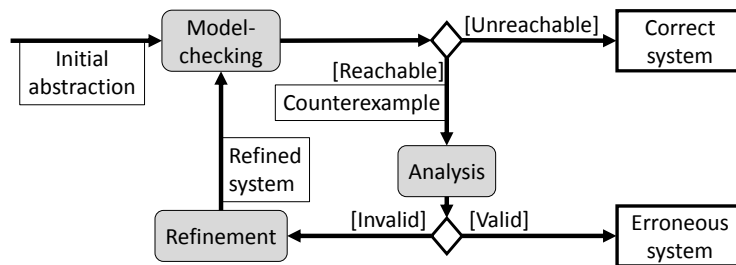 Model-
checking
[Unreachable]
Correct
system
Initial
abstraction
[Reachable]
Counterexample
Refined
system
Analysis
[Invalid]
[Valid]
Refinement
Erroneous
system